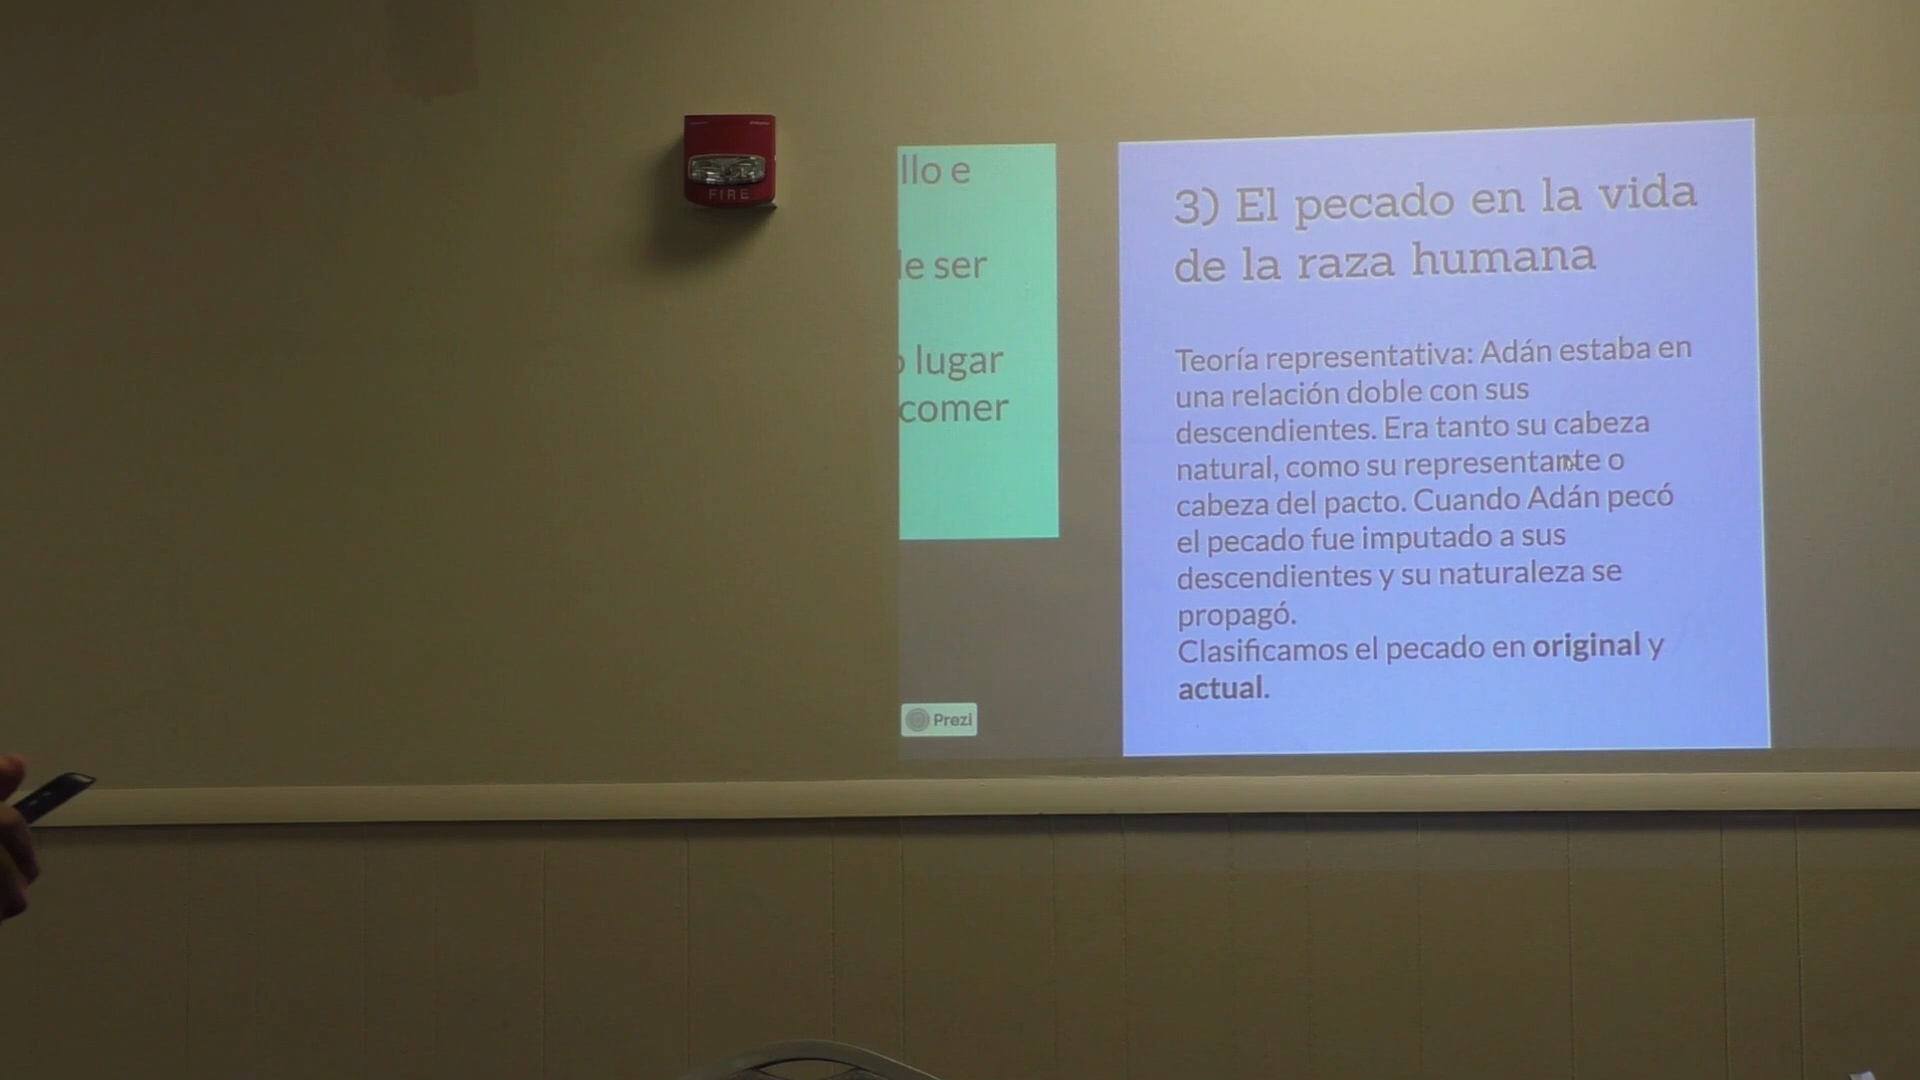 FIRE
llo e
e ser
lugar
comer
Prezi
3) El pecado en la vida
de la raza humana
Teoría representativa: Adán estaba en
una relación doble con sus
descendientes. Era tanto su cabeza
natural, como su representante o
cabeza del pacto. Cuando Adán pecó
el pecado fue imputado a sus
descendientes y su naturaleza se
propagó.
Clasificamos el pecado en original y
actual.